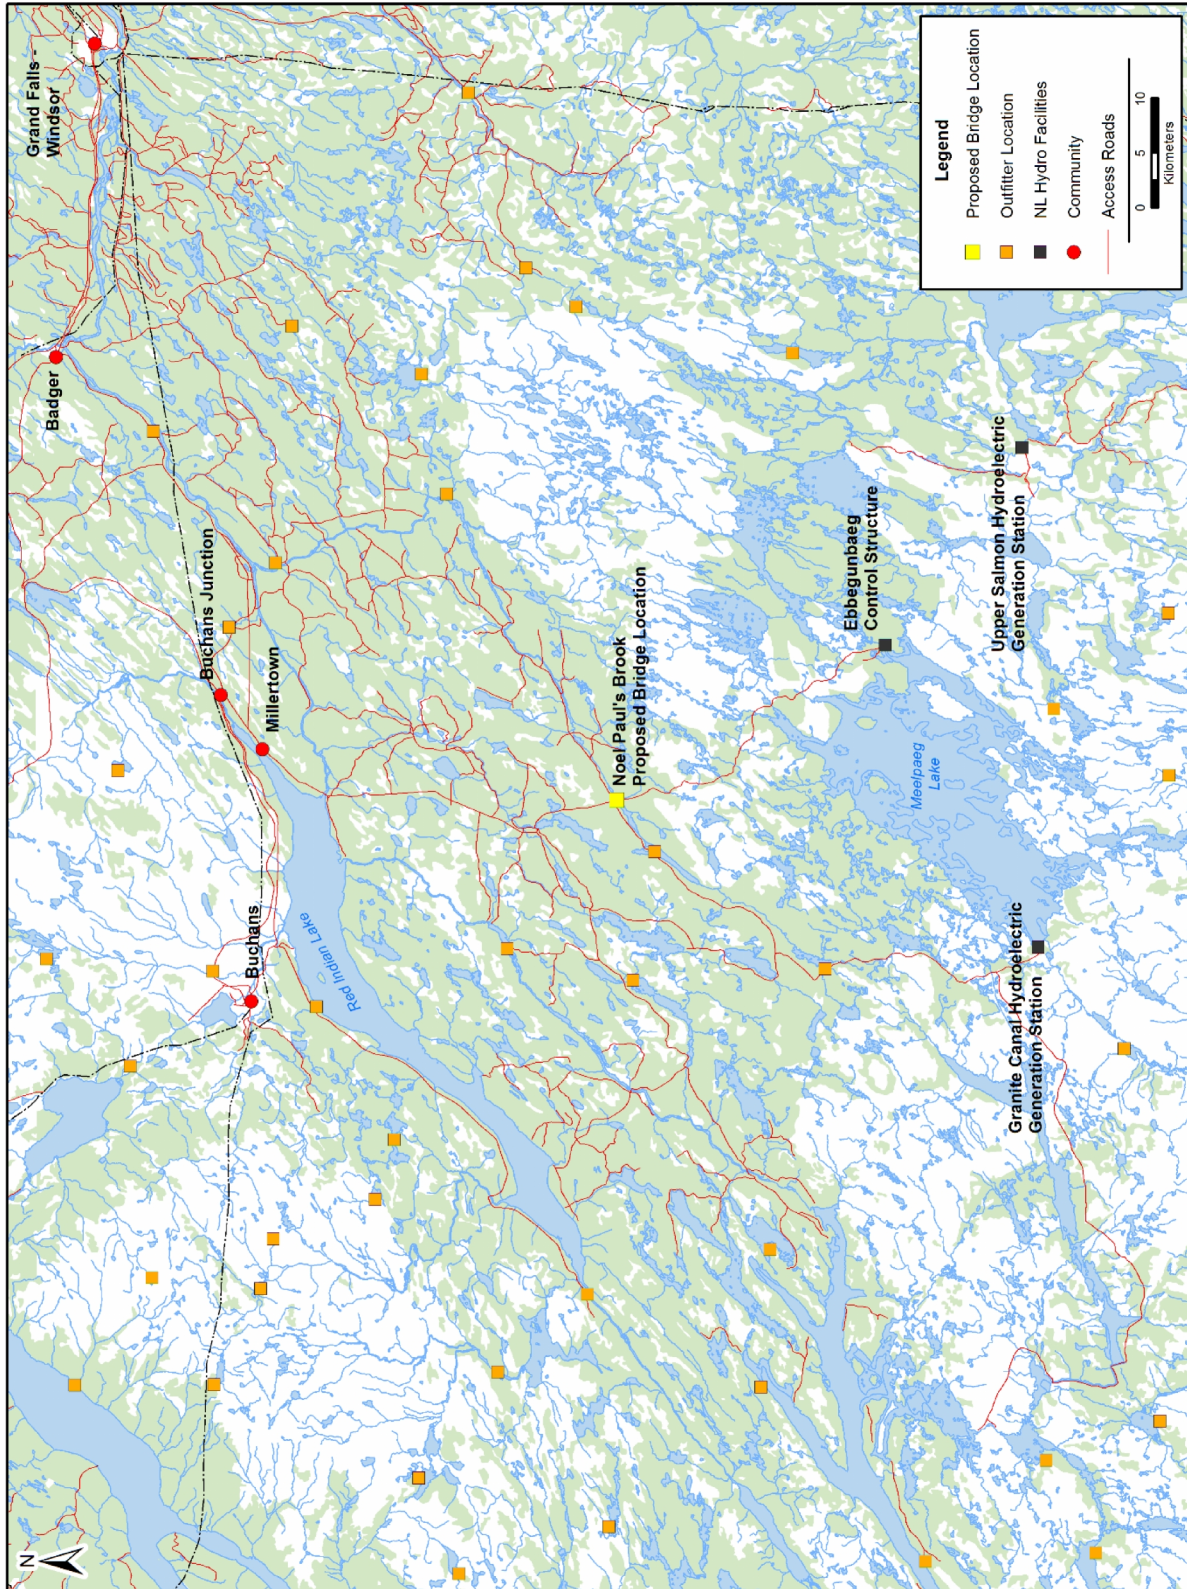 N
Grand Falls -
Windsor
Badger
Buchans Junction
Millertown
Buchans
Red Indian Lake
Noel Paul's Brook
Proposed Bridge Location
Ebbegunbaeg
Control Structure
Meelpaeg
Lake
Upper Salmon Hydroelectric
Generation Station
Granite Canal Hydroelectric
Generation Station
Legend
Proposed Bridge Location
Outfitter Location
NL Hydro Facilities
Community
Access Roads
0 5 10
Kilometers